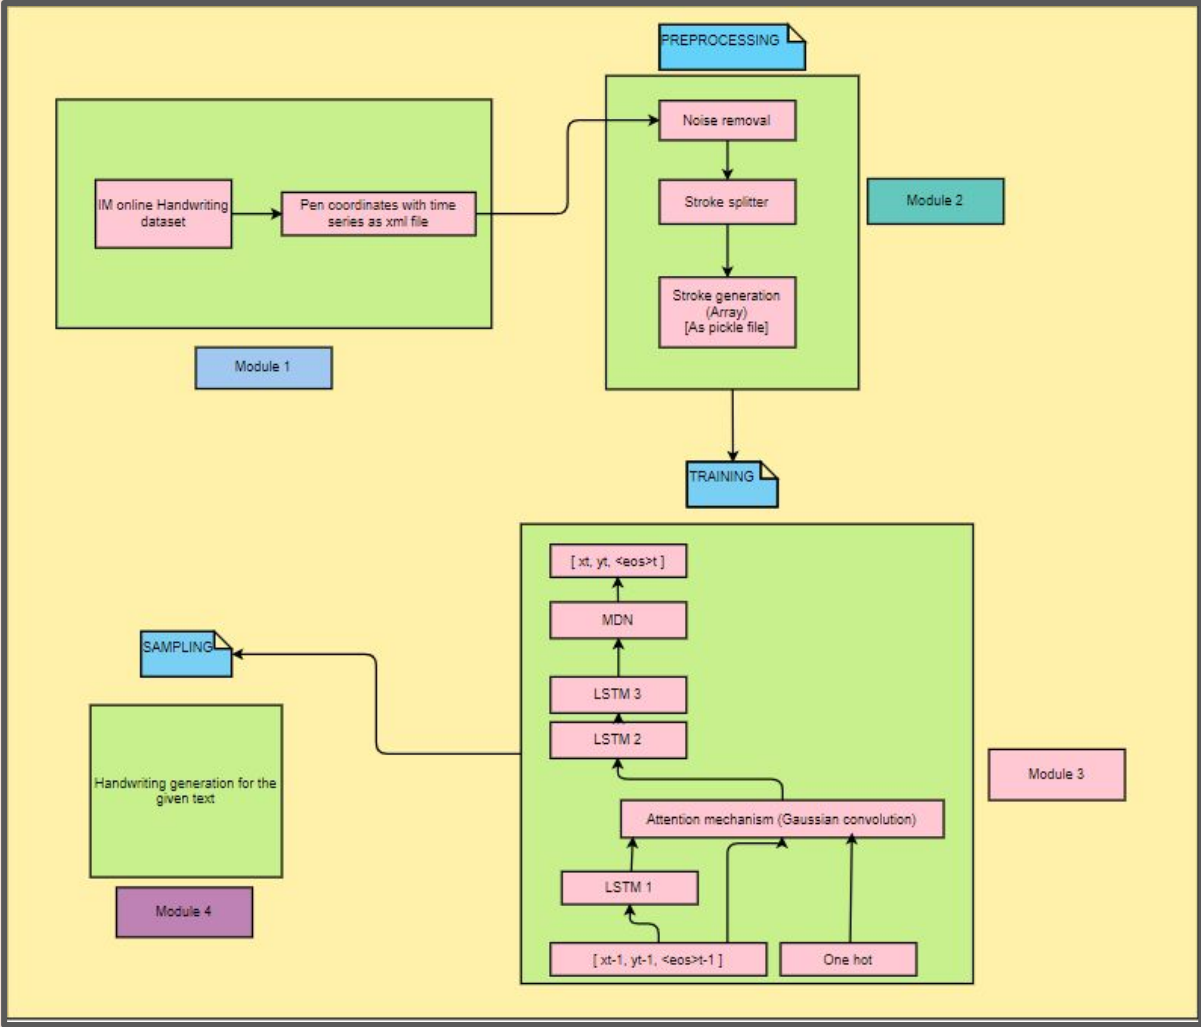 PREPROCESSING
Noise removal
Stroke splitter
Stroke generation
(Array)
[As pickle file]
Module 2
IM online Handwriting
dataset
Pen coordinates with time
series as xml file
Module 1
TRAINING
[ xt, yt, <eos>t ]
MDN
LSTM 3
LSTM 2
Attention mechanism (Gaussian convolution)
LSTM 1
[ xt-1, yt-1, <eos>t-1 ]
One hot
Module 3
SAMPLING
Handwriting generation for the
given text
Module 4